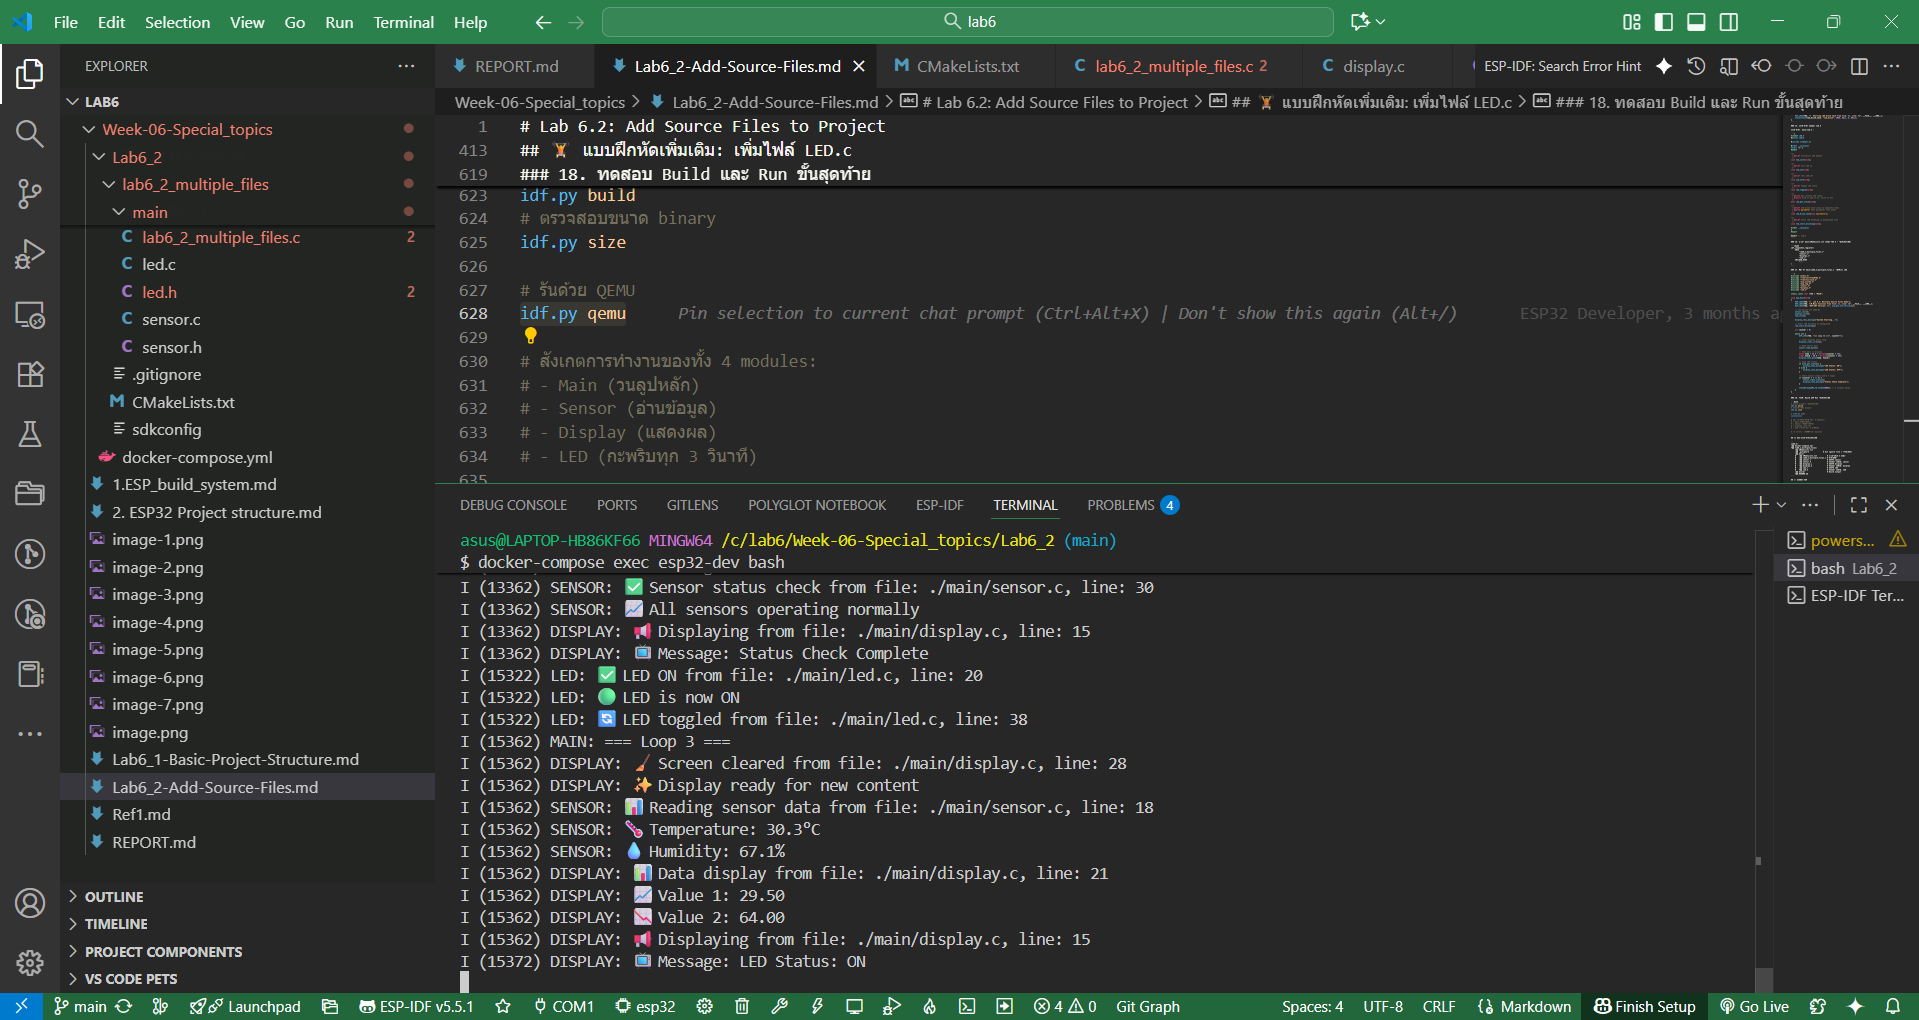 File Edit Selection View Go Run Terminal Help
lab6
EXPLORER
LAB6
Week-06-Special_topics
Lab6_2
lab6_2_multiple_files
main
lab6_2_multiple_files.c 2
led.c
led.h 2
sensor.c
sensor.h
.gitignore
CMakeLists.txt
sdkconfig
docker-compose.yml
1.ESP_build_system.md
2. ESP32 Project structure.md
image-1.png
image-2.png
image-3.png
image-4.png
image-5.png
image-6.png
image-7.png
image.png
Lab6_1-Basic-Project-Structure.md
Lab6_2-Add-Source-Files.md
Ref1.md
REPORT.md
OUTLINE
TIMELINE
PROJECT COMPONENTS
VS CODE PETS
REPORT.md
Lab6_2-Add-Source-Files.md
CMakeLists.txt
lab6_2_multiple_files.c 2
display.c
ESP-IDF: Search Error Hint
Week-06-Special_topics > Lab6_2-Add-Source-Files.md > # Lab 6.2: Add Source Files to Project > ## 🏋️ แบบฝึกหัดเพิ่มเติม: เพิ่มไฟล์ LED.c > ### 18. ทดสอบ Build และ Run ขั้นสุดท้าย
1 # Lab 6.2: Add Source Files to Project
413 ## 🏋️ แบบฝึกหัดเพิ่มเติม: เพิ่มไฟล์ LED.c
619 ### 18. ทดสอบ Build และ Run ขั้นสุดท้าย
623 idf.py build
624 # ตรวจสอบขนาด binary
625 idf.py size
626
627 # รันด้วย QEMU
628 idf.py qemu Pin selection to current chat prompt (Ctrl+Alt+X) | Don't show this again (Alt+/) ESP32 Developer, 3 months a
629
630 # สังเกตการทำงานของทั้ง 4 modules:
631 # - Main (วนลูปหลัก)
632 # - Sensor (อ่านข้อมูล)
633 # - Display (แสดงผล)
634 # - LED (กะพริบทุก 3 วินาที)
635
DEBUG CONSOLE PORTS GITLENS POLYGLOT NOTEBOOK ESP-IDF TERMINAL PROBLEMS 4
asus@LAPTOP-HB86KF66 MINGW64 /c/lab6/Week-06-Special_topics/Lab6_2 (main)
$ docker-compose exec esp32-dev bash
I (13362) SENSOR: ✅ Sensor status check from file: ./main/sensor.c, line: 30
I (13362) SENSOR: 📈 All sensors operating normally
I (13362) DISPLAY: 📢 Displaying from file: ./main/display.c, line: 15
I (13362) DISPLAY: 📺 Message: Status Check Complete
I (15322) LED: ✅ LED ON from file: ./main/led.c, line: 20
I (15322) LED: 🟢 LED is now ON
I (15322) LED: 🔄 LED toggled from file: ./main/led.c, line: 38
I (15362) MAIN: === Loop 3 ===
I (15362) DISPLAY: 🧹 Screen cleared from file: ./main/display.c, line: 28
I (15362) DISPLAY: ✨ Display ready for new content
I (15362) SENSOR: 📊 Reading sensor data from file: ./main/sensor.c, line: 18
I (15362) SENSOR: 🌡️ Temperature: 30.3°C
I (15362) SENSOR: 💧 Humidity: 67.1%
I (15362) DISPLAY: 📊 Data display from file: ./main/display.c, line: 21
I (15362) DISPLAY: 📈 Value 1: 29.50
I (15362) DISPLAY: 📉 Value 2: 64.00
I (15362) DISPLAY: 📢 Displaying from file: ./main/display.c, line: 15
I (15372) DISPLAY: 📺 Message: LED Status: ON
powers...
bash Lab6_2
ESP-IDF Ter...
main Launchpad ESP-IDF v5.5.1 COM1 esp32 4 0 Git Graph Spaces: 4 UTF-8 CRLF Markdown Finish Setup Go Live